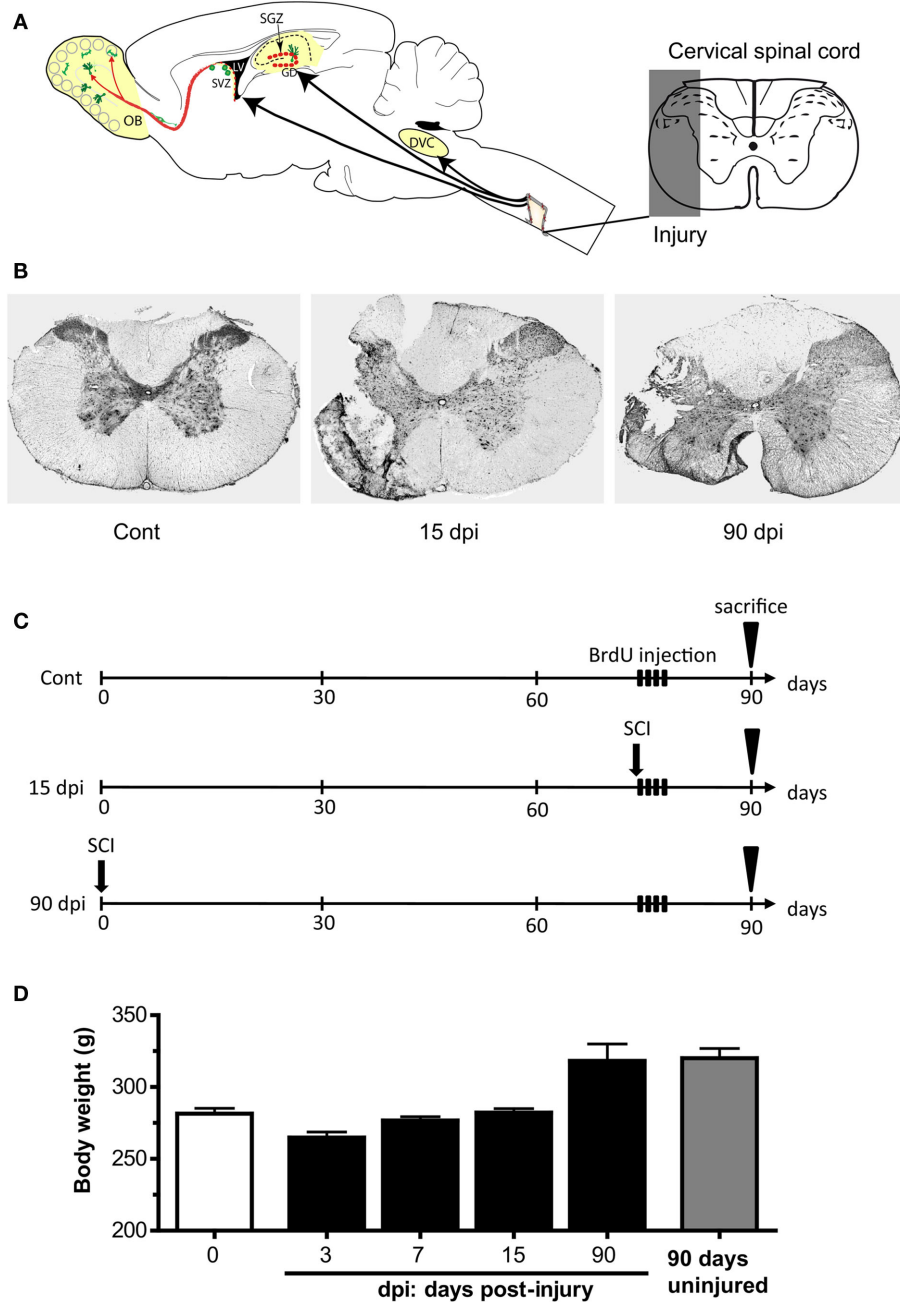 A
SGZ
LV
GD
SVZ
OB
DVC
Cervical spinal cord
Injury
B
Cont
15 dpi
90 dpi
C
sacrifice
BrdU injection
Cont
0
30
60
90
days
SCI
15 dpi
0
30
60
90
days
SCI
90 dpi
0
30
60
90
days
D
Body weight (g)
350
300
250
200
0
3
7
15
90
90 days
uninjured
dpi: days post-injury